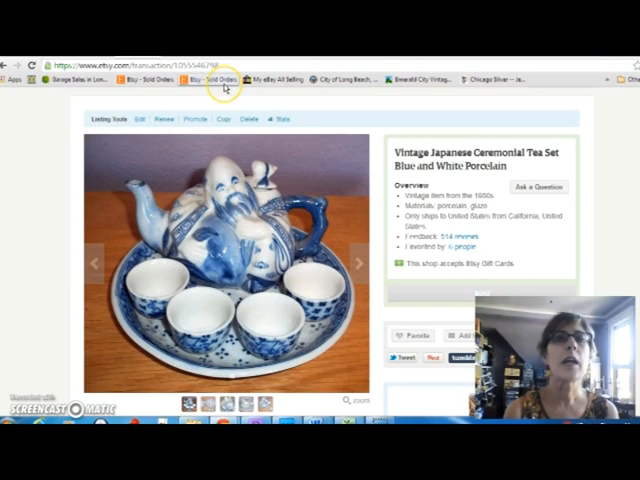 https://www.etsy.com/transaction/1055546798
Apps Garage Sales in Lon... Etsy - Sold Orders Etsy - Sold Orders My eBay All Selling City of Long Beach, ... Emerald City Vintag... Chicago Silver -- Je... » Oth
Listing Tools Edit Renew Promote Copy Delete Stats
Vintage Japanese Ceremonial Tea Set
Blue and White Porcelain
Overview
Ask a Question
Vintage item from the 1950s.
Materials: porcelain, glaze
Only ships to United States from California, United
States.
Feedback: 514 reviews
Favorited by: 6 people
This shop accepts Etsy Gift Cards.
Favorite
Add
Tweet
Pin it
tumblr
zoom
Recorded with
SCREENCAST-O-MATIC